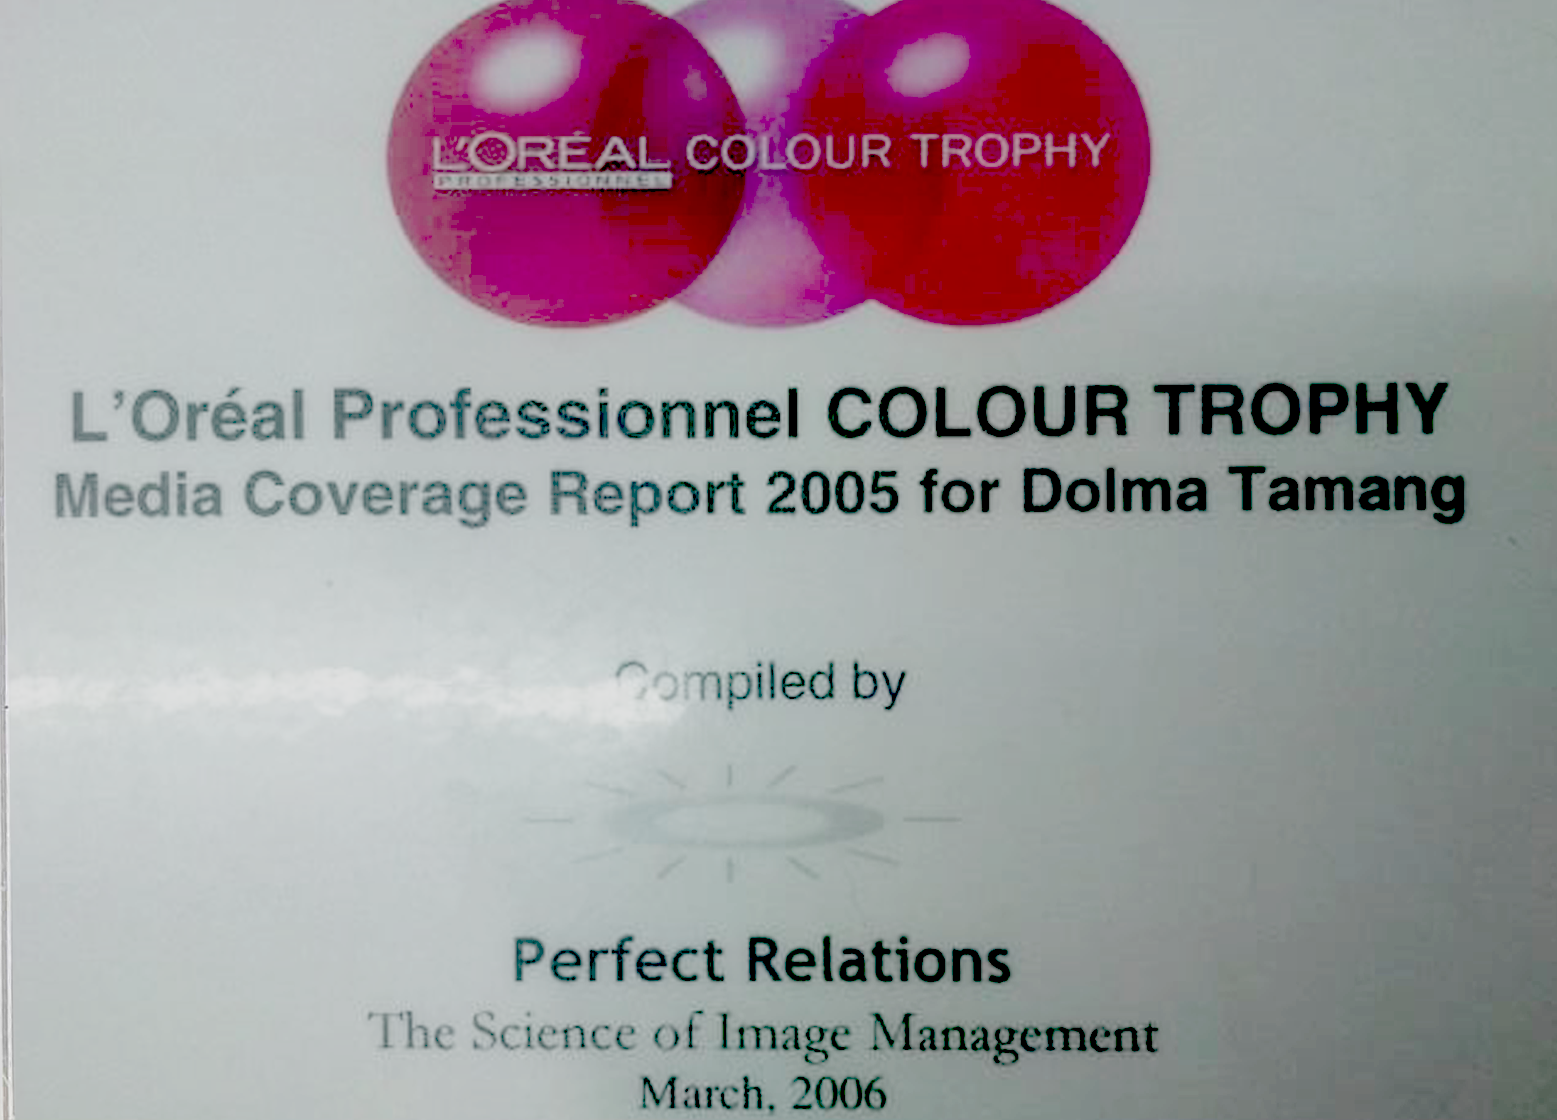 L'ORÉAL COLOUR TROPHY
PROFESSIONNEL
L'Oréal Professionnel COLOUR TROPHY
Media Coverage Report 2005 for Dolma Tamang
Compiled by
Perfect Relations
The Science of Image Management
March, 2006